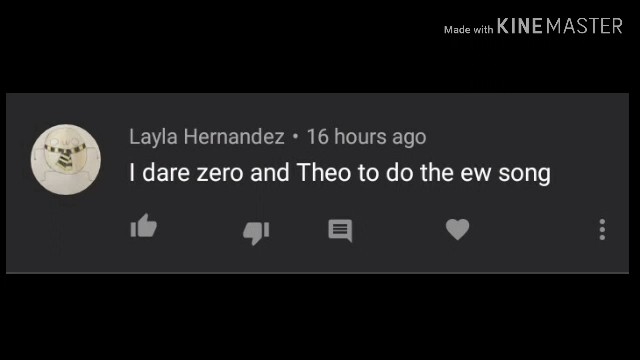 Made with KINEMASTER
Layla Hernandez • 16 hours ago
I dare zero and Theo to do the ew song